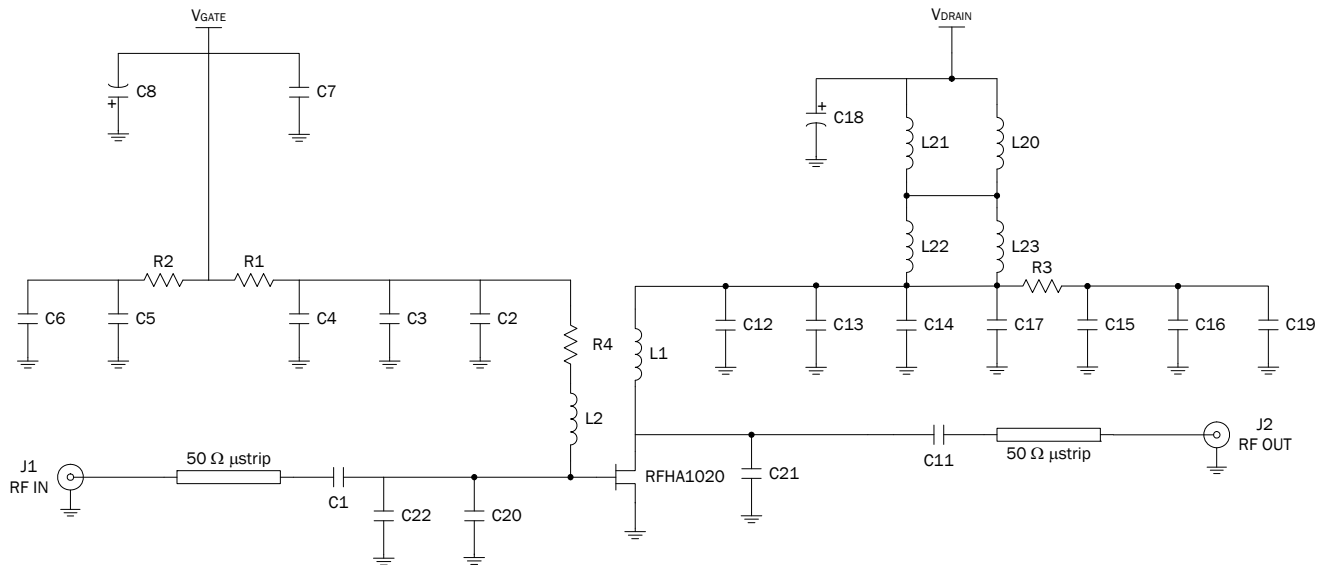 VGATE
VDRAIN
+
C8
C7
+
C18
L21
L20
L22
L23
R2
R1
R3
C6
C5
C4
C3
C2
R4
L1
C12
C13
C14
C17
C15
C16
C19
L2
J1
RF IN
50 Ω µstrip
C1
C22
C20
RFHA1020
C21
C11
50 Ω µstrip
J2
RF OUT